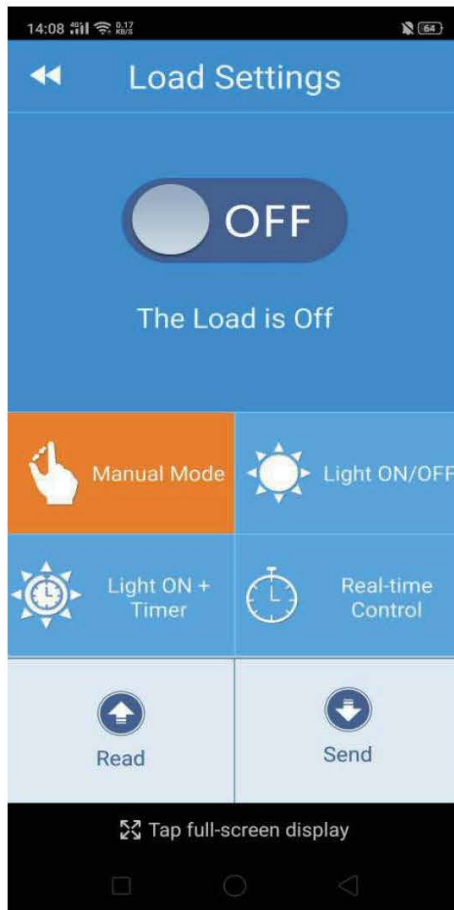 14:08 4G 0.17 KB/S 64
Load Settings
OFF
The Load is Off
Manual Mode
Light ON/OFF
Light ON +
Timer
Real-time
Control
Read
Send
Tap full-screen display